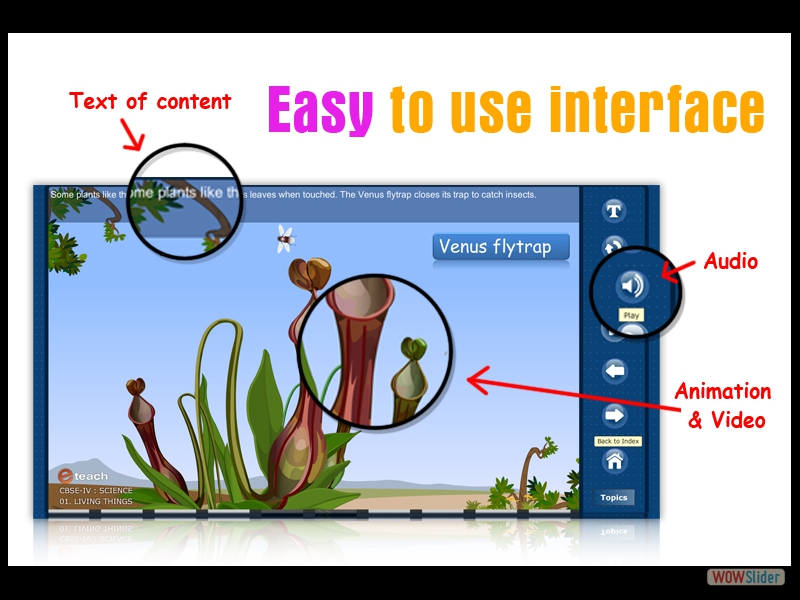 Easy to use interface
Text of content
Some plants like th ome plants like th s leaves when touched. The Venus flytrap closes its trap to catch insects.
Venus flytrap
T
Audio
Play
Animation
& Video
Back to Index
Topics
eteach
CBSE-IV : SCIENCE
01. LIVING THINGS
WOWSlider